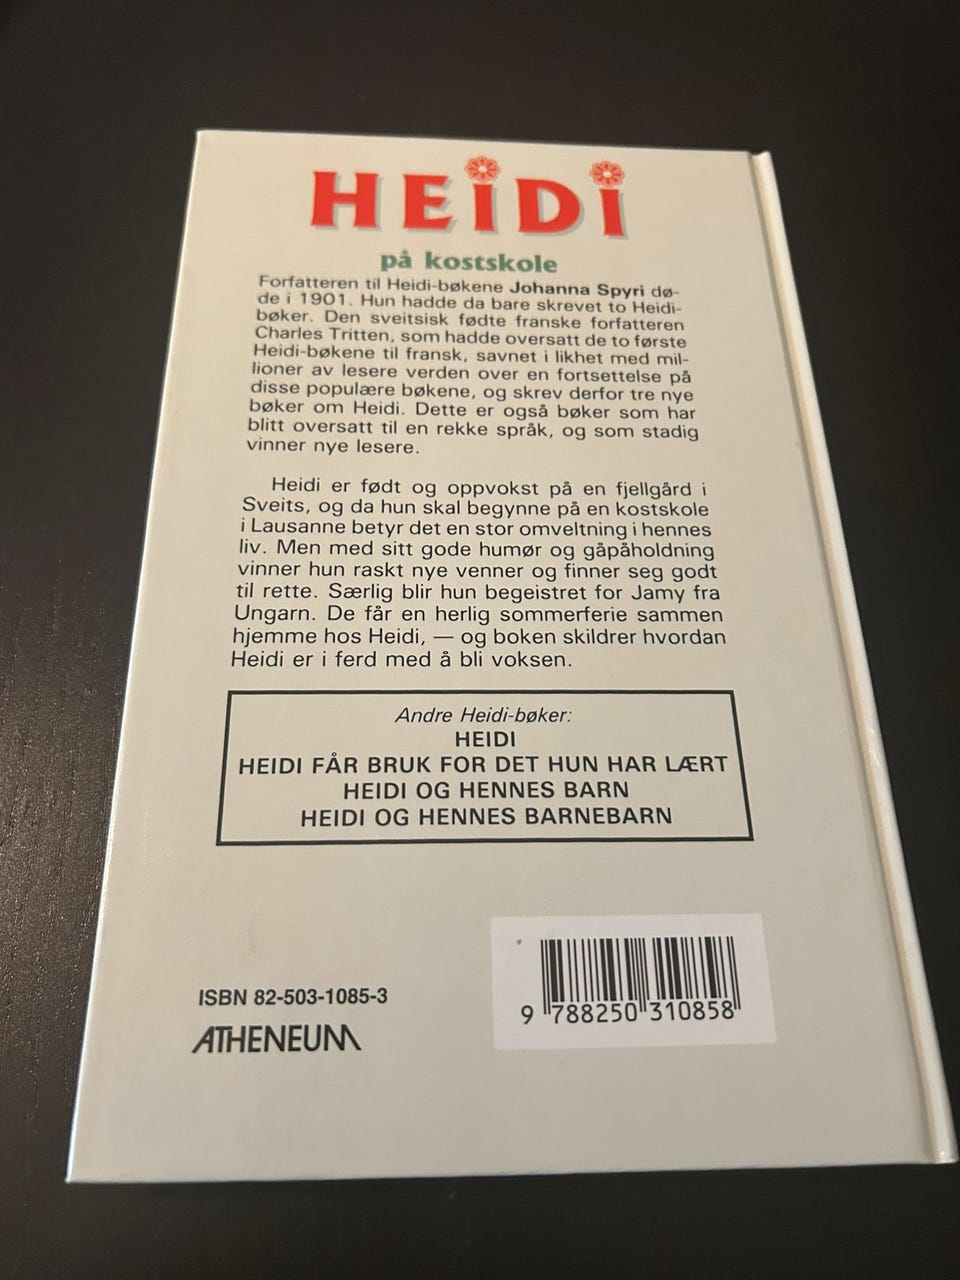 HEiDi
på kostskole
Forfatteren til Heidi-bøkene Johanna Spyri dø-
de i 1901. Hun hadde da bare skrevet to Heidi-
bøker. Den sveitsisk fødte franske forfatteren
Charles Tritten, som hadde oversatt de to første
Heidi-bøkene til fransk, savnet i likhet med mil-
lioner av lesere verden over en fortsettelse på
disse populære bøkene, og skrev derfor tre nye
bøker om Heidi. Dette er også bøker som har
blitt oversatt til en rekke språk, og som stadig
vinner nye lesere.
Heidi er født og oppvokst på en fjellgård i
Sveits, og da hun skal begynne på en kostskole
i Lausanne betyr det en stor omveltning i hennes
liv. Men med sitt gode humør og gåpåholdning
vinner hun raskt nye venner og finner seg godt
til rette. Særlig blir hun begeistret for Jamy fra
Ungarn. De får en herlig sommerferie sammen
hjemme hos Heidi, — og boken skildrer hvordan
Heidi er i ferd med å bli voksen.
Andre Heidi-bøker:
HEIDI
HEIDI FÅR BRUK FOR DET HUN HAR LÆRT
HEIDI OG HENNES BARN
HEIDI OG HENNES BARNEBARN
ISBN 82-503-1085-3
ATHENEUM
9 788250 310858